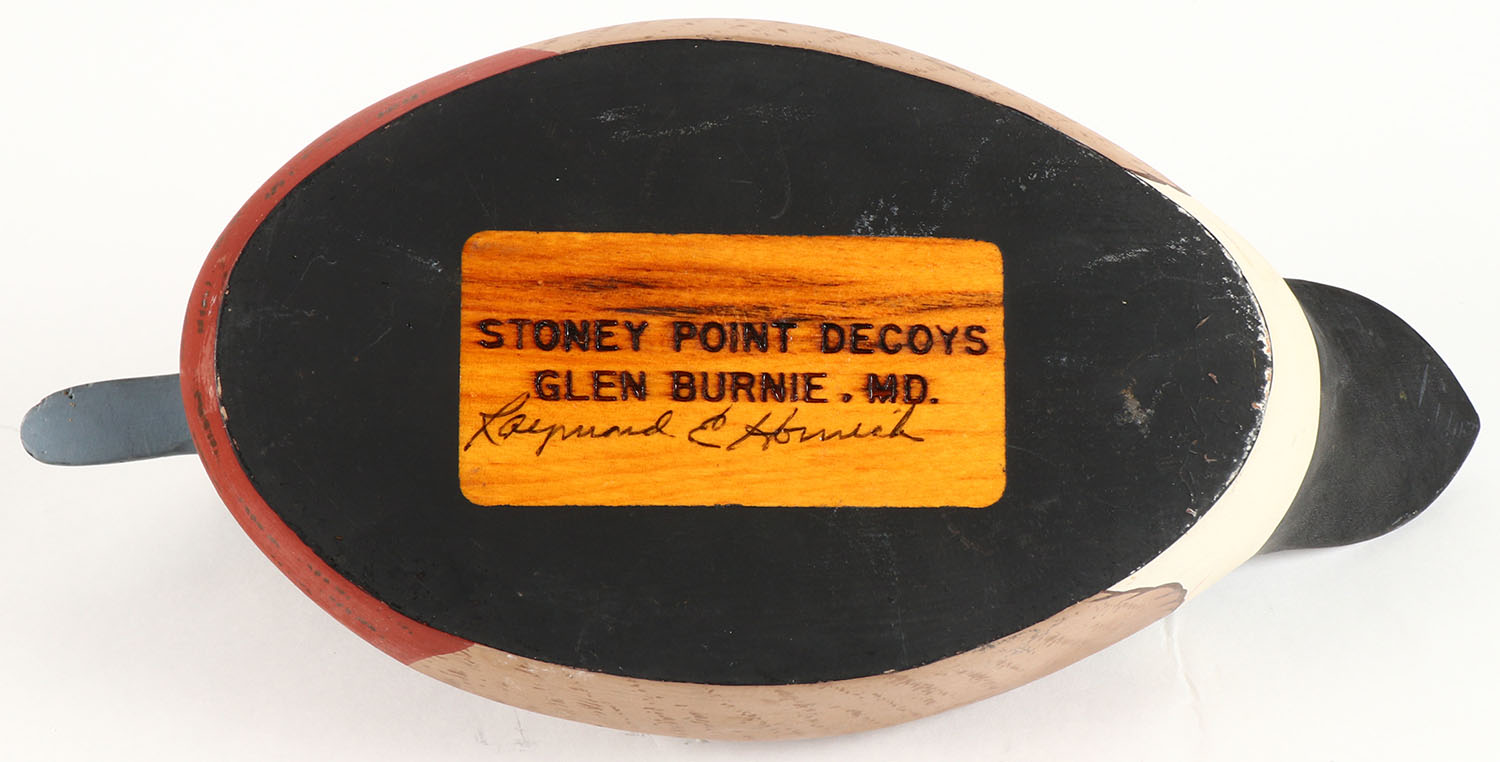 STONEY POINT DECOYS
GLEN BURNIE. MD.
Raymond E Hornick